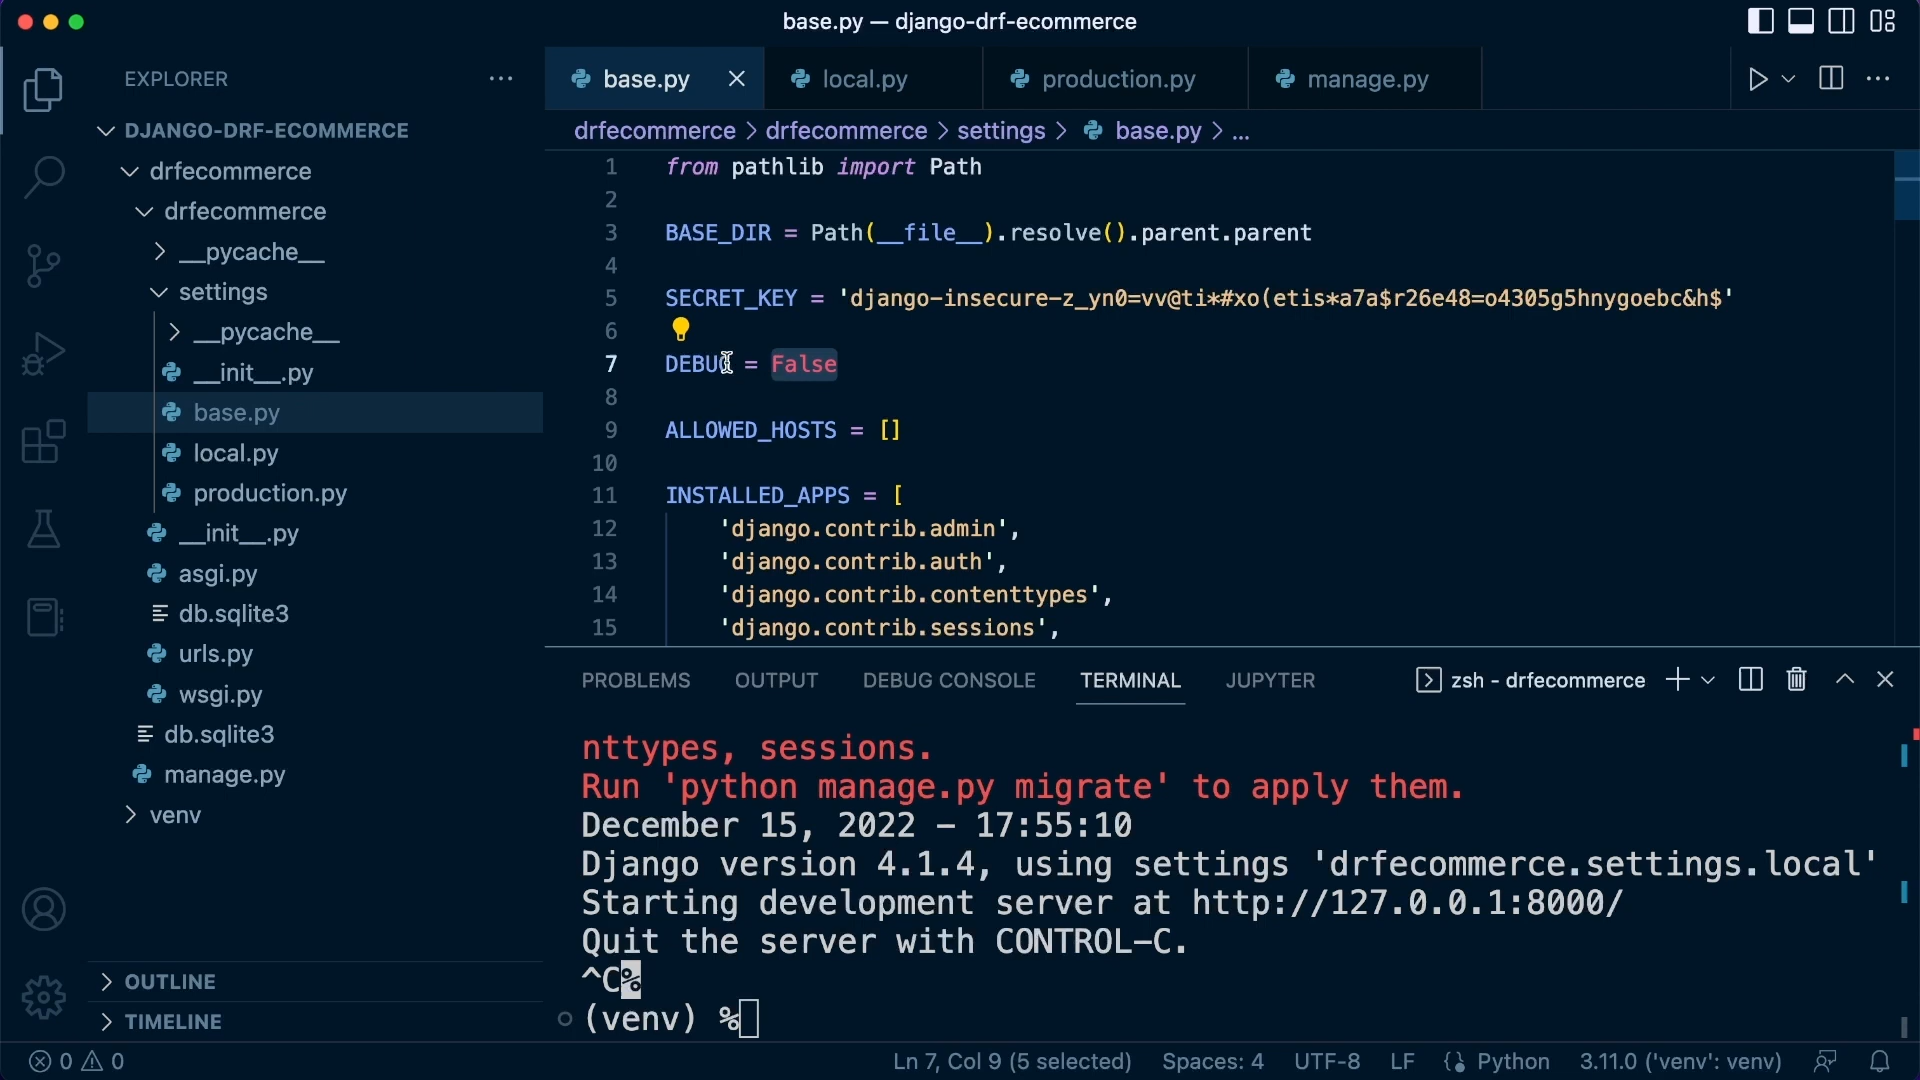 base.py — django-drf-ecommerce
EXPLORER
DJANGO-DRF-ECOMMERCE
drfecommerce
drfecommerce
__pycache__
settings
__pycache__
__init__.py
base.py
local.py
production.py
__init__.py
asgi.py
db.sqlite3
urls.py
wsgi.py
db.sqlite3
manage.py
venv
OUTLINE
TIMELINE
base.py local.py production.py manage.py
drfecommerce > drfecommerce > settings > base.py > ...
1 from pathlib import Path
2
3 BASE_DIR = Path(__file__).resolve().parent.parent
4
5 SECRET_KEY = 'django-insecure-z_yn0=vv@ti*#xo(etis*a7a$r26e48=o4305g5hnygoebc&h$'
6
7 DEBUG = False
8
9 ALLOWED_HOSTS = []
10
11 INSTALLED_APPS = [
12 'django.contrib.admin',
13 'django.contrib.auth',
14 'django.contrib.contenttypes',
15 'django.contrib.sessions',
PROBLEMS OUTPUT DEBUG CONSOLE TERMINAL JUPYTER zsh - drfecommerce
nttypes, sessions.
Run 'python manage.py migrate' to apply them.
December 15, 2022 - 17:55:10
Django version 4.1.4, using settings 'drfecommerce.settings.local'
Starting development server at http://127.0.0.1:8000/
Quit the server with CONTROL-C.
^C%
(venv) %
0 0 Ln 7, Col 9 (5 selected) Spaces: 4 UTF-8 LF Python 3.11.0 ('venv': venv)